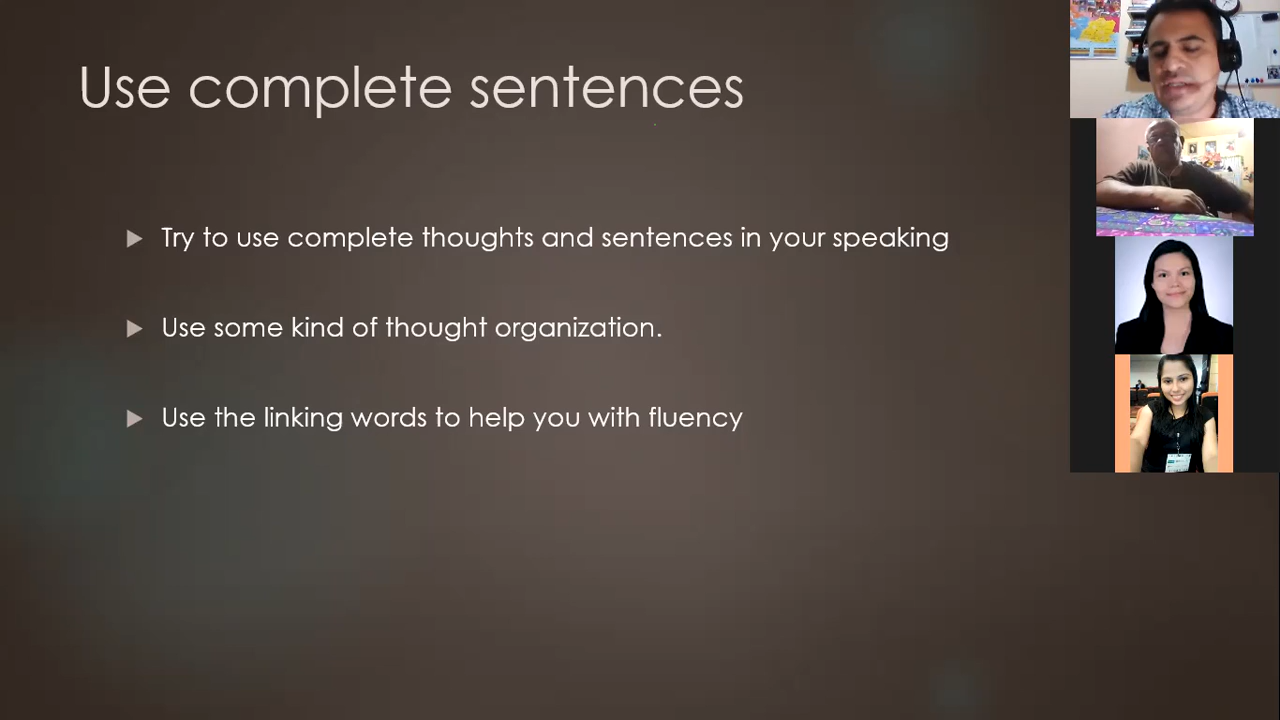 Use complete sentences
Try to use complete thoughts and sentences in your speaking
Use some kind of thought organization.
Use the linking words to help you with fluency